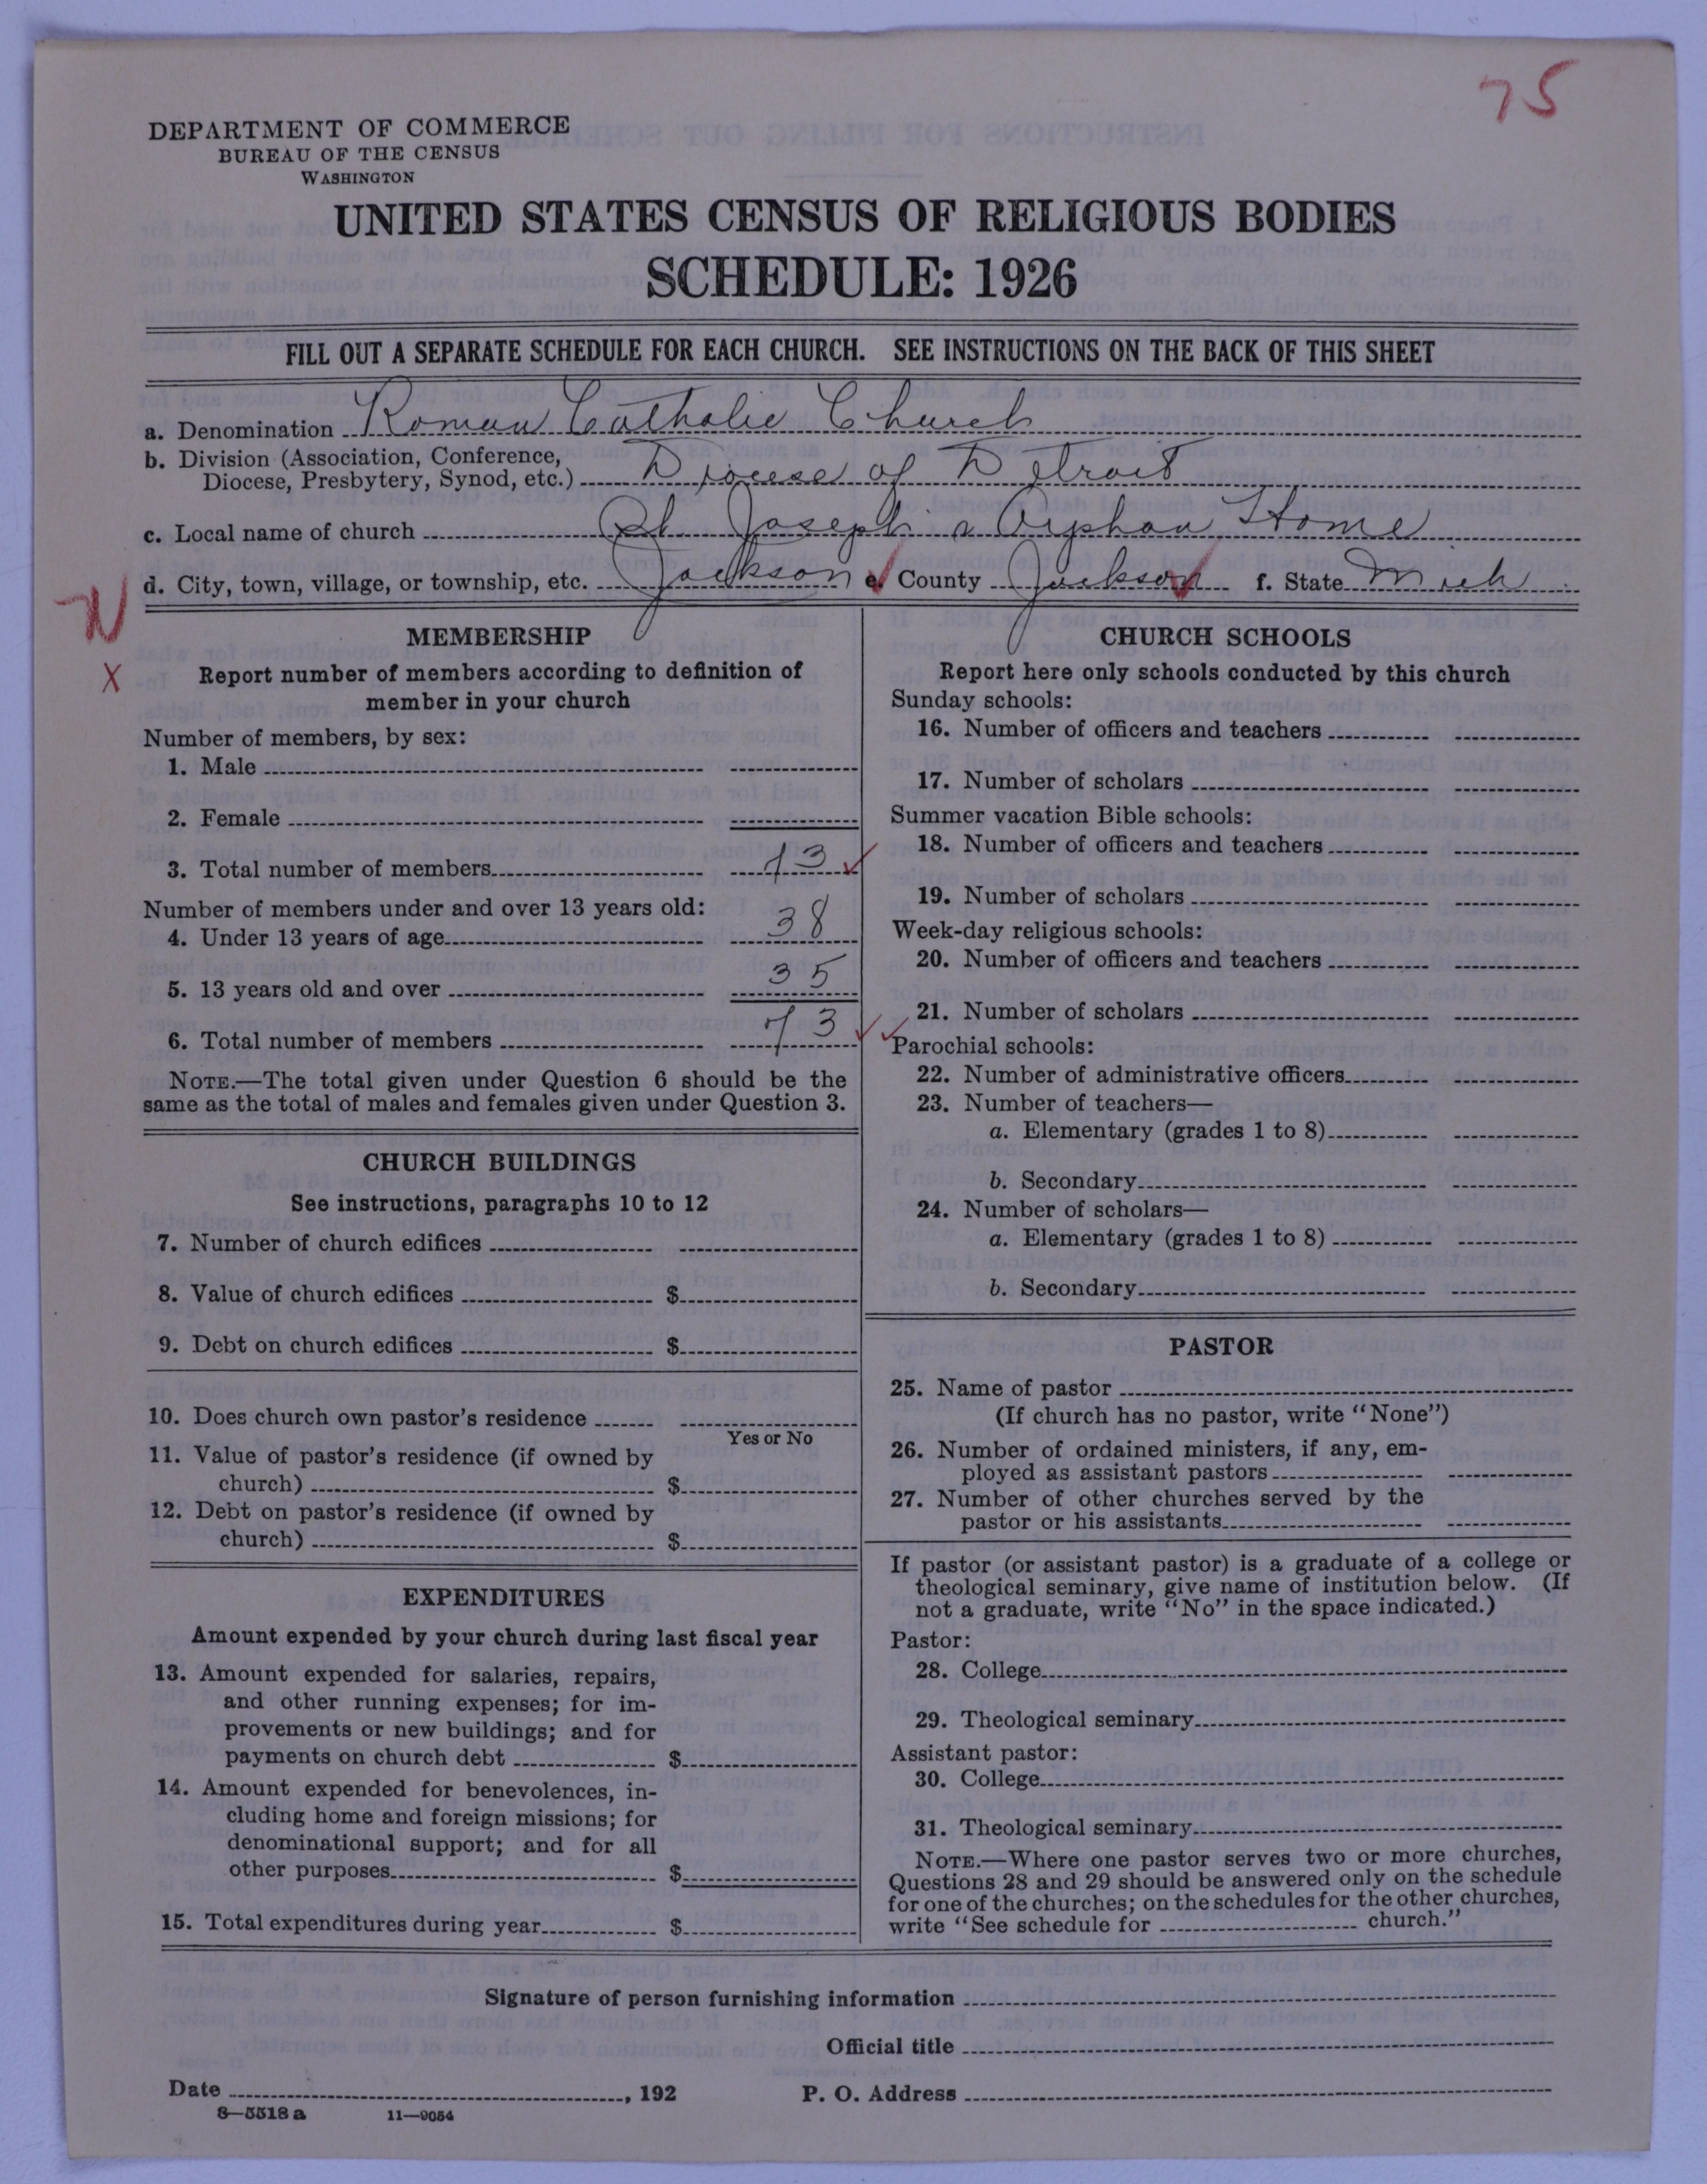 75
DEPARTMENT OF COMMERCE
BUREAU OF THE CENSUS
WASHINGTON
UNITED STATES CENSUS OF RELIGIOUS BODIES
SCHEDULE: 1926
FILL OUT A SEPARATE SCHEDULE FOR EACH CHURCH. SEE INSTRUCTIONS ON THE BACK OF THIS SHEET
a. Denomination Roman Catholic Church
b. Division (Association, Conference, Diocese, Presbytery, Synod, etc.) Diocese of Detroit
c. Local name of church St. Joseph's Orphan Home
d. City, town, village, or township, etc. Jackson e. County Jackson f. State Mich
N
X
MEMBERSHIP
Report number of members according to definition of
member in your church
Number of members, by sex:
1. Male
2. Female
3. Total number of members 73
Number of members under and over 13 years old:
4. Under 13 years of age 38
5. 13 years old and over 35
6. Total number of members 73
NOTE.—The total given under Question 6 should be the
same as the total of males and females given under Question 3.
CHURCH BUILDINGS
See instructions, paragraphs 10 to 12
7. Number of church edifices
8. Value of church edifices $
9. Debt on church edifices $
10. Does church own pastor's residence
Yes or No
11. Value of pastor's residence (if owned by
church) $
12. Debt on pastor's residence (if owned by
church) $
EXPENDITURES
Amount expended by your church during last fiscal year
13. Amount expended for salaries, repairs,
and other running expenses; for im-
provements or new buildings; and for
payments on church debt $
14. Amount expended for benevolences, in-
cluding home and foreign missions; for
denominational support; and for all
other purposes $
15. Total expenditures during year $
CHURCH SCHOOLS
Report here only schools conducted by this church
Sunday schools:
16. Number of officers and teachers
17. Number of scholars
Summer vacation Bible schools:
18. Number of officers and teachers
19. Number of scholars
Week-day religious schools:
20. Number of officers and teachers
21. Number of scholars
Parochial schools:
22. Number of administrative officers
23. Number of teachers—
a. Elementary (grades 1 to 8)
b. Secondary
24. Number of scholars—
a. Elementary (grades 1 to 8)
b. Secondary
PASTOR
25. Name of pastor
(If church has no pastor, write "None")
26. Number of ordained ministers, if any, em-
ployed as assistant pastors
27. Number of other churches served by the
pastor or his assistants
If pastor (or assistant pastor) is a graduate of a college or
theological seminary, give name of institution below. (If
not a graduate, write "No" in the space indicated.)
Pastor:
28. College
29. Theological seminary
Assistant pastor:
30. College
31. Theological seminary
NOTE.—Where one pastor serves two or more churches,
Questions 28 and 29 should be answered only on the schedule
for one of the churches; on the schedules for the other churches,
write "See schedule for church."
Signature of person furnishing information
Official title
Date , 192 P. O. Address
8—5518 a 11—9054